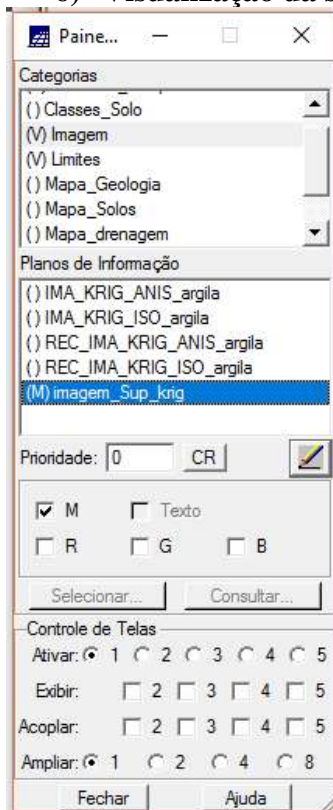 Paine...
Categorias
( ) Classes_Solo
(V) Imagem
(V) Limites
( ) Mapa_Geologia
( ) Mapa_Solos
( ) Mapa_drenagem
Planos de Informação
( ) IMA_KRIG_ANIS_argila
( ) IMA_KRIG_ISO_argila
( ) REC_IMA_KRIG_ANIS_argila
( ) REC_IMA_KRIG_ISO_argila
(M) imagem_Sup_krig
Prioridade: 0 CR
M Texto
R G B
Selecionar... Consultar...
Controle de Telas
Ativar: 1 2 3 4 5
Exibir: 2 3 4 5
Acoplar: 2 3 4 5
Ampliar: 1 2 4 8
Fechar Ajuda